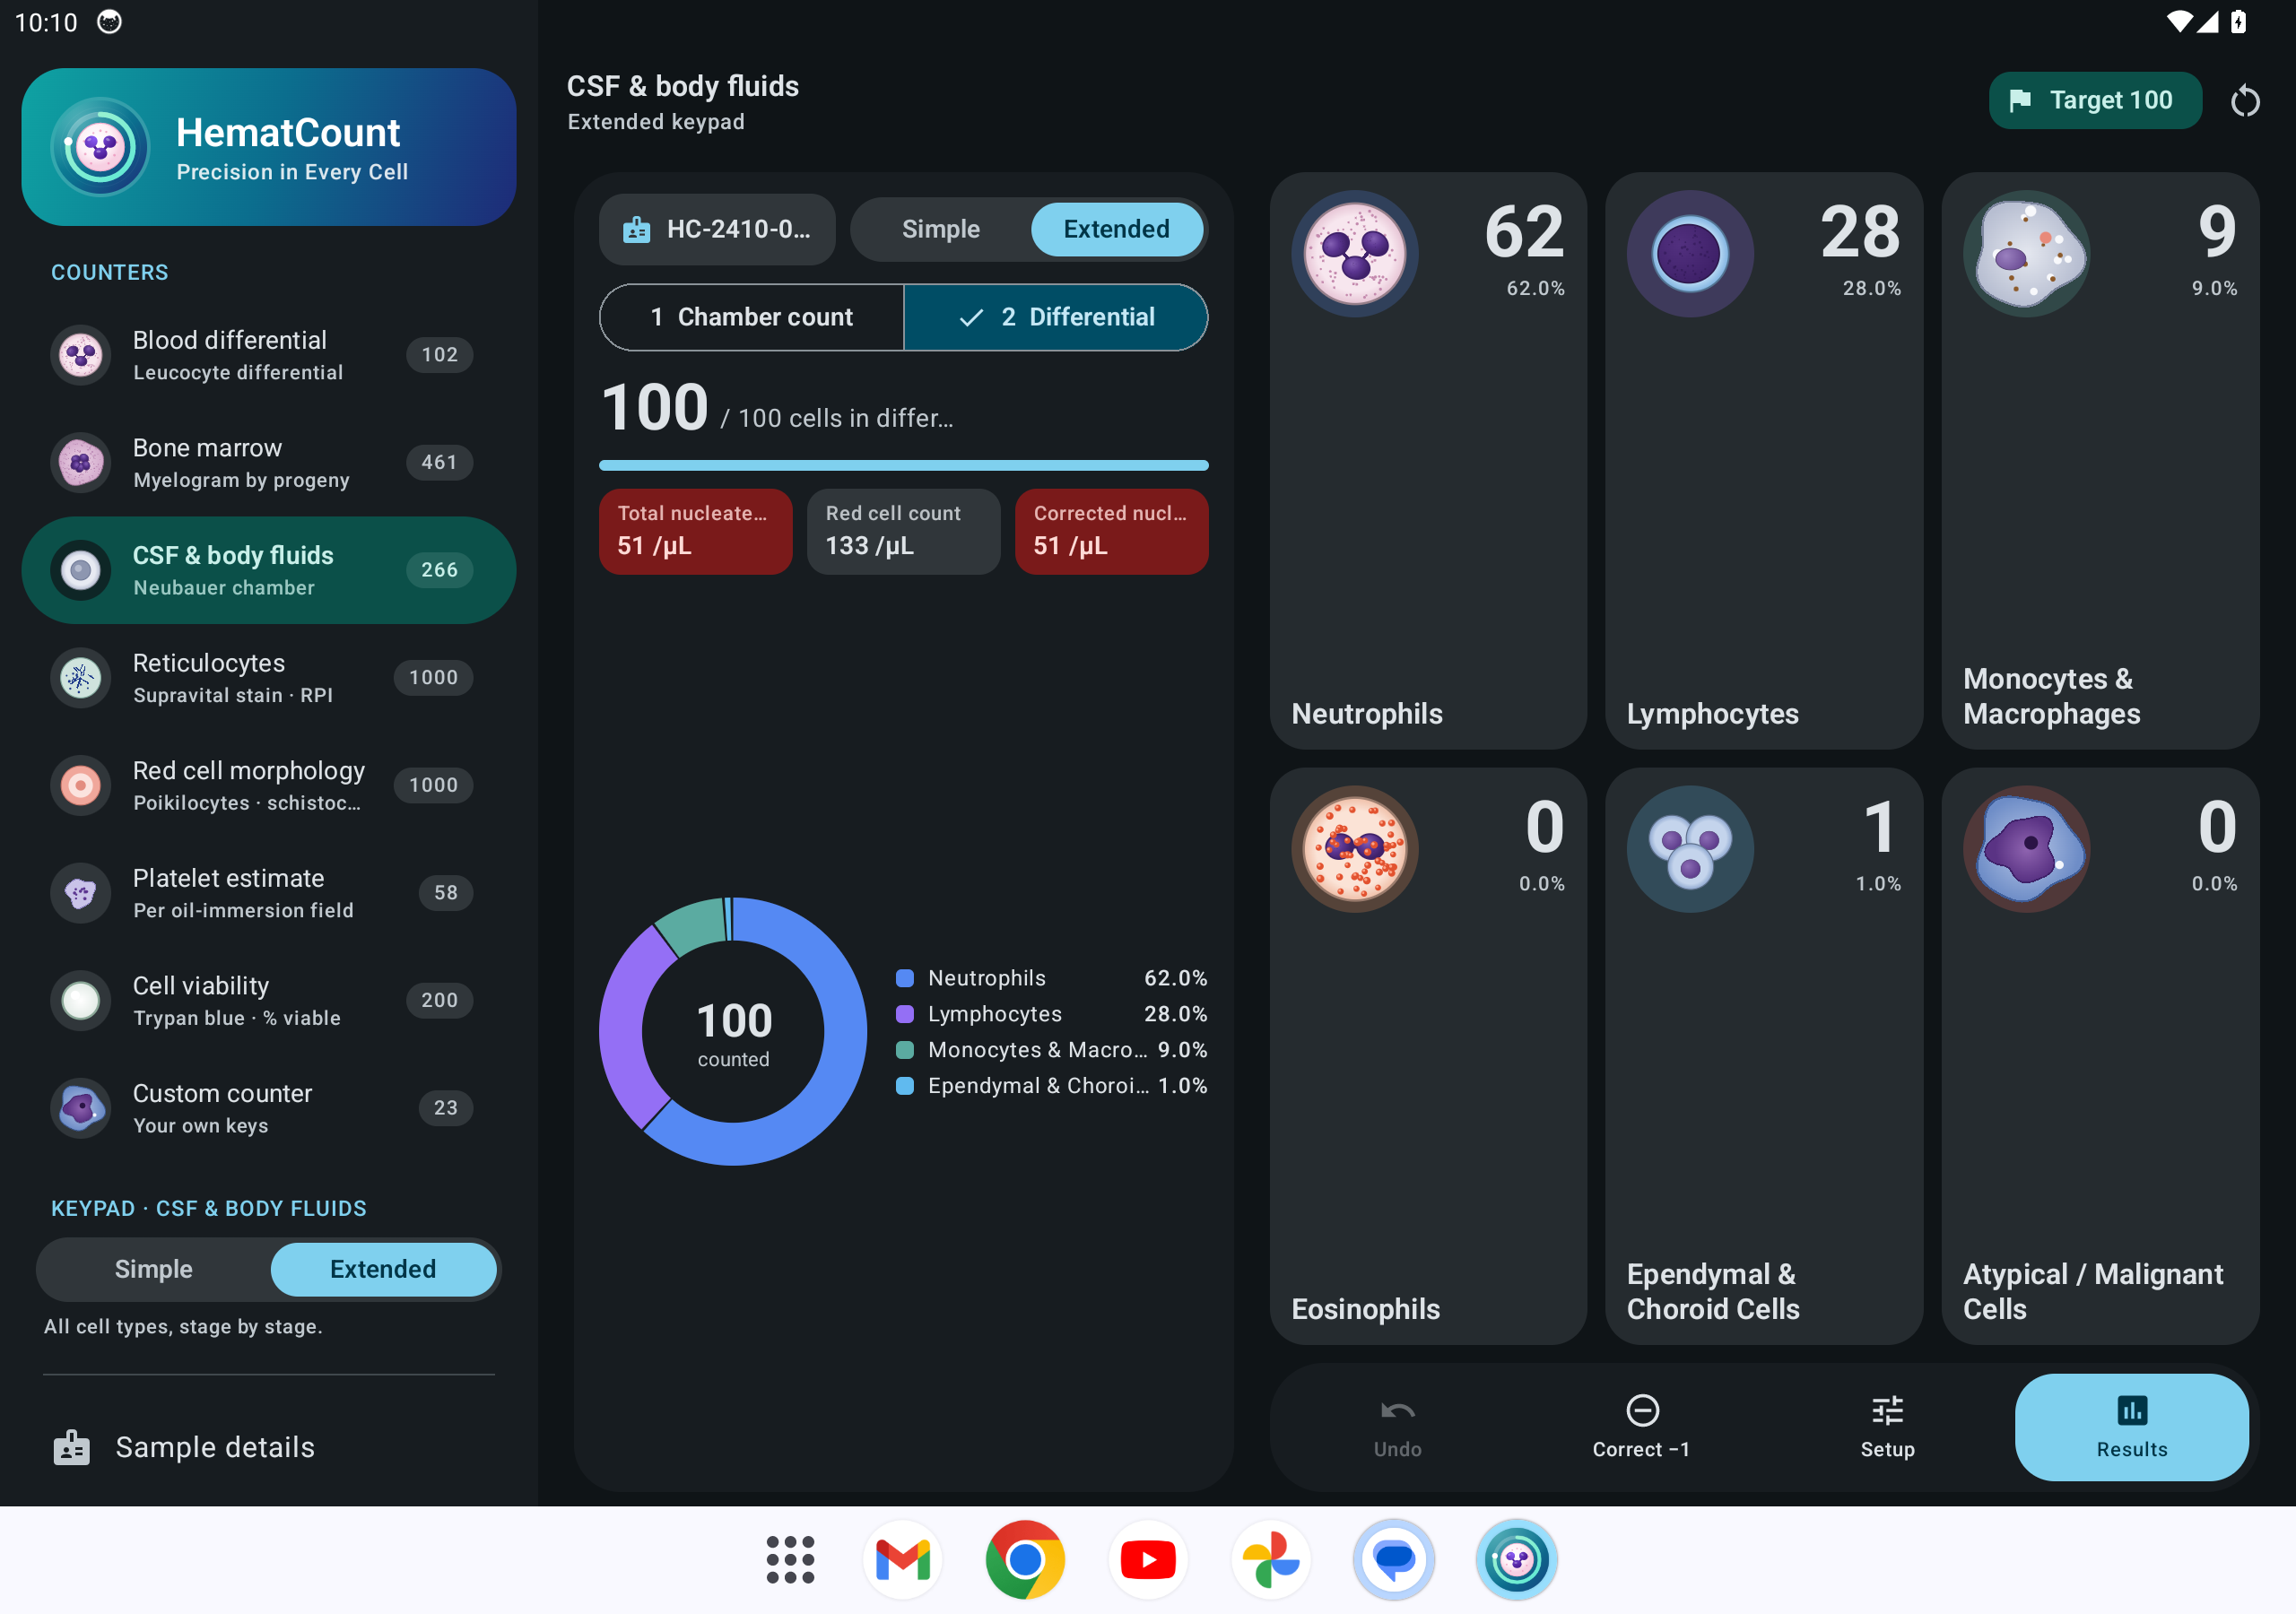 10:10
HematCount
Precision in Every Cell
COUNTERS
Blood differential
Leucocyte differential
102
Bone marrow
Myelogram by progeny
461
CSF & body fluids
Neubauer chamber
266
Reticulocytes
Supravital stain · RPI
1000
Red cell morphology
Poikilocytes · schistoc…
1000
Platelet estimate
Per oil-immersion field
58
Cell viability
Trypan blue · % viable
200
Custom counter
Your own keys
23
KEYPAD · CSF & BODY FLUIDS
Simple
Extended
All cell types, stage by stage.
Sample details
CSF & body fluids
Extended keypad
Target 100
HC-2410-0…
Simple
Extended
1 Chamber count
2 Differential
100 / 100 cells in differ…
Total nucleate…
51 /µL
Red cell count
133 /µL
Corrected nucl…
51 /µL
100
counted
Neutrophils 62.0%
Lymphocytes 28.0%
Monocytes & Macro… 9.0%
Ependymal & Choroi… 1.0%
62
62.0%
Neutrophils
28
28.0%
Lymphocytes
9
9.0%
Monocytes &
Macrophages
0
0.0%
Eosinophils
1
1.0%
Ependymal &
Choroid Cells
0
0.0%
Atypical / Malignant
Cells
Undo
Correct −1
Setup
Results